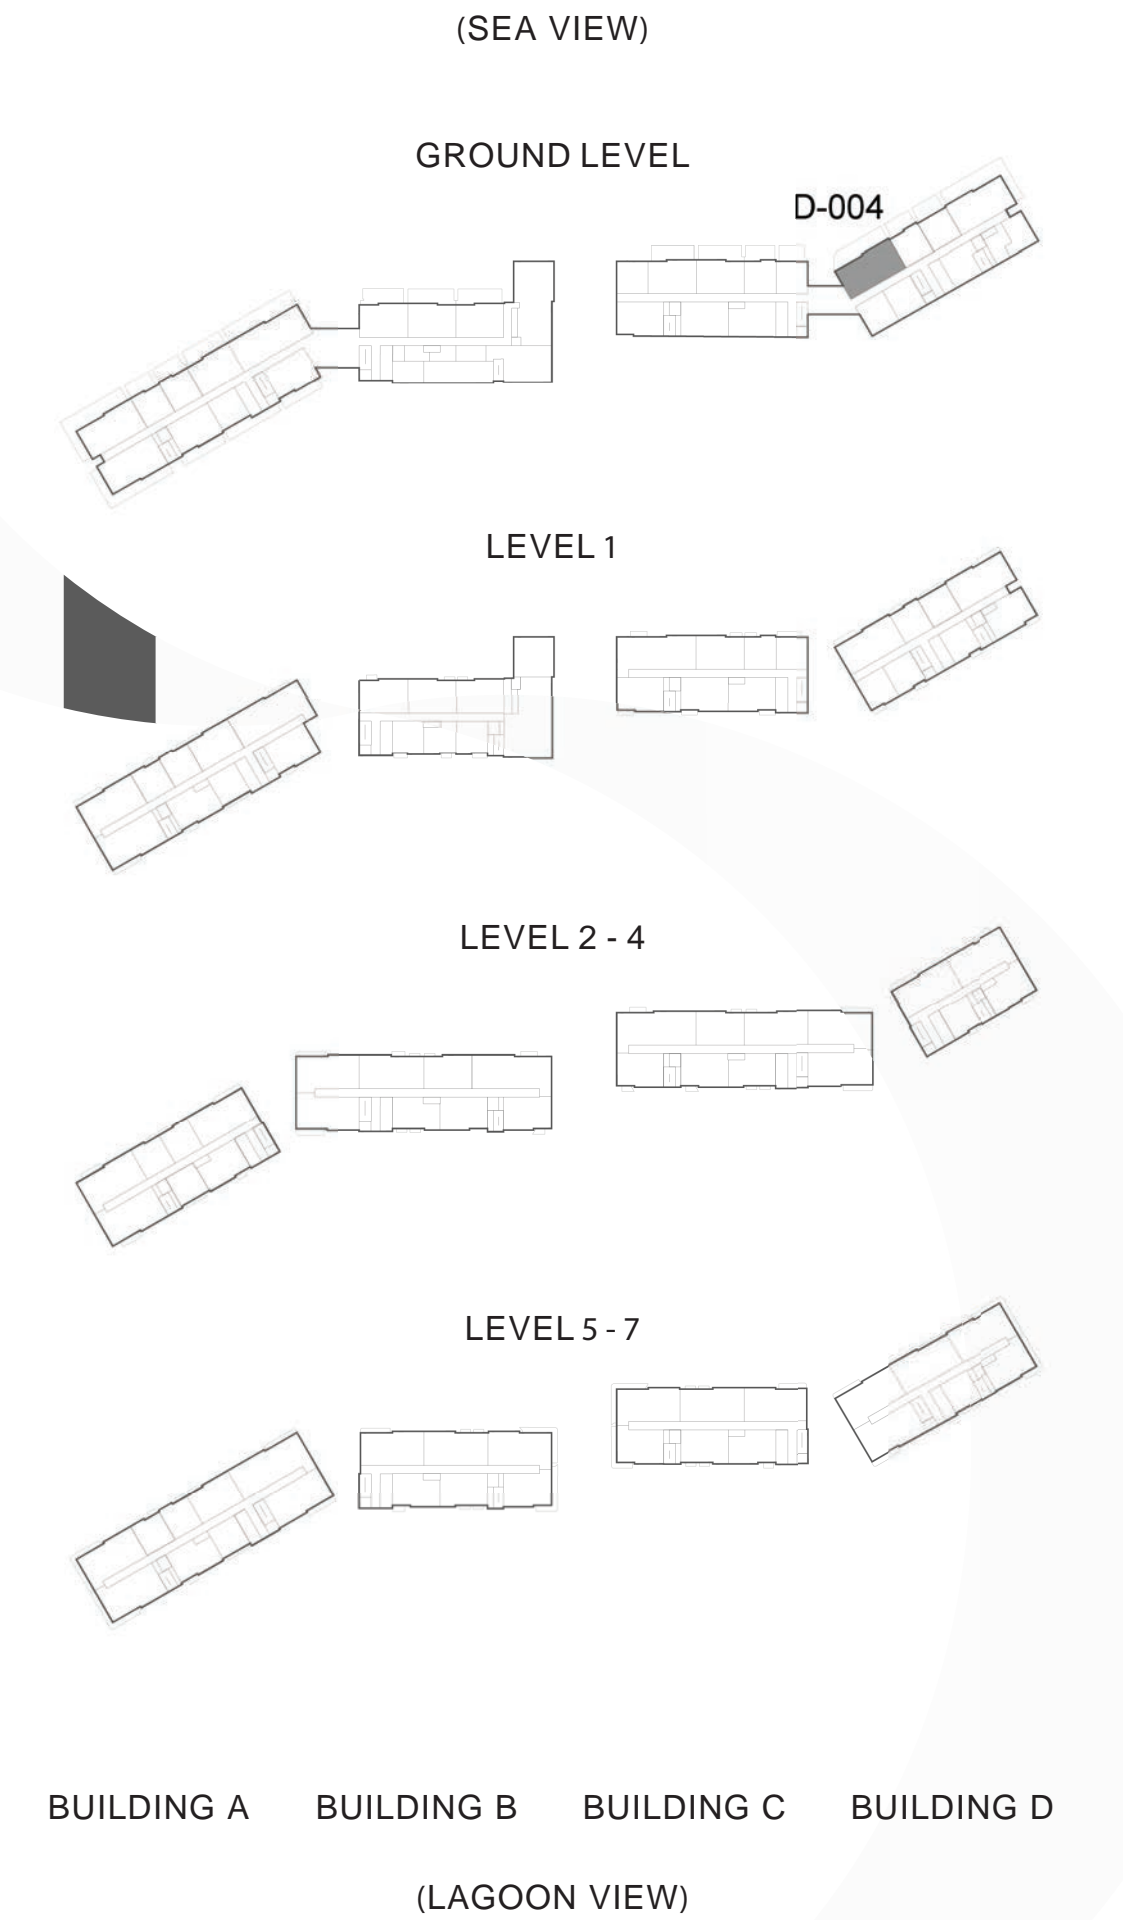 (SEA VIEW)
GROUND LEVEL
D-004
LEVEL 1
LEVEL 2 - 4
LEVEL 5 - 7
BUILDING A BUILDING B BUILDING C BUILDING D
(LAGOON VIEW)